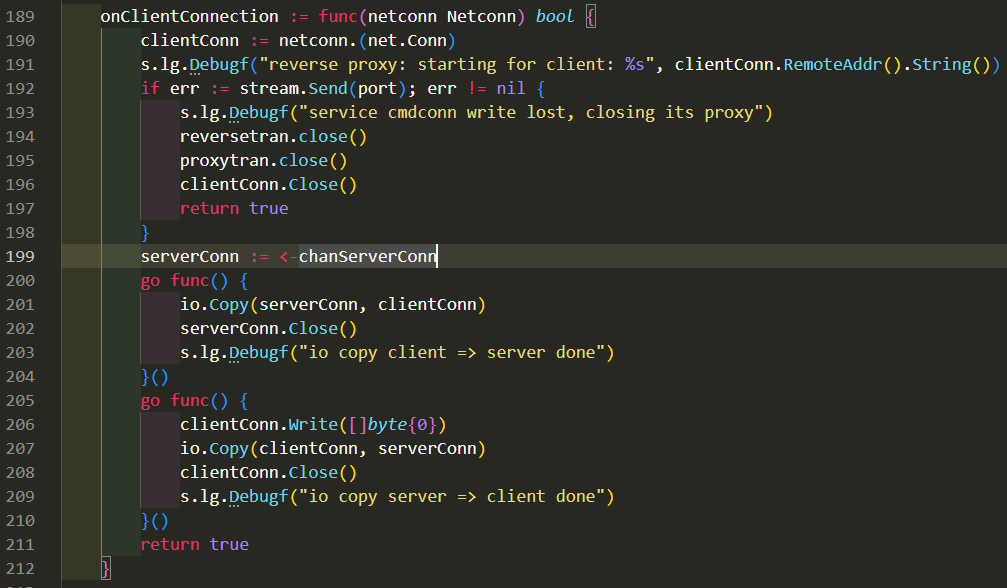 189 onClientConnection := func(netconn Netconn) bool {
190 clientConn := netconn.(net.Conn)
191 s.lg.Debugf("reverse proxy: starting for client: %s", clientConn.RemoteAddr().String())
192 if err := stream.Send(port); err != nil {
193 s.lg.Debugf("service cmdconn write lost, closing its proxy")
194 reversetran.close()
195 proxytran.close()
196 clientConn.Close()
197 return true
198 }
199 serverConn := <-chanServerConn
200 go func() {
201 io.Copy(serverConn, clientConn)
202 serverConn.Close()
203 s.lg.Debugf("io copy client => server done")
204 }()
205 go func() {
206 clientConn.Write([]byte{0})
207 io.Copy(clientConn, serverConn)
208 clientConn.Close()
209 s.lg.Debugf("io copy server => client done")
210 }()
211 return true
212 }